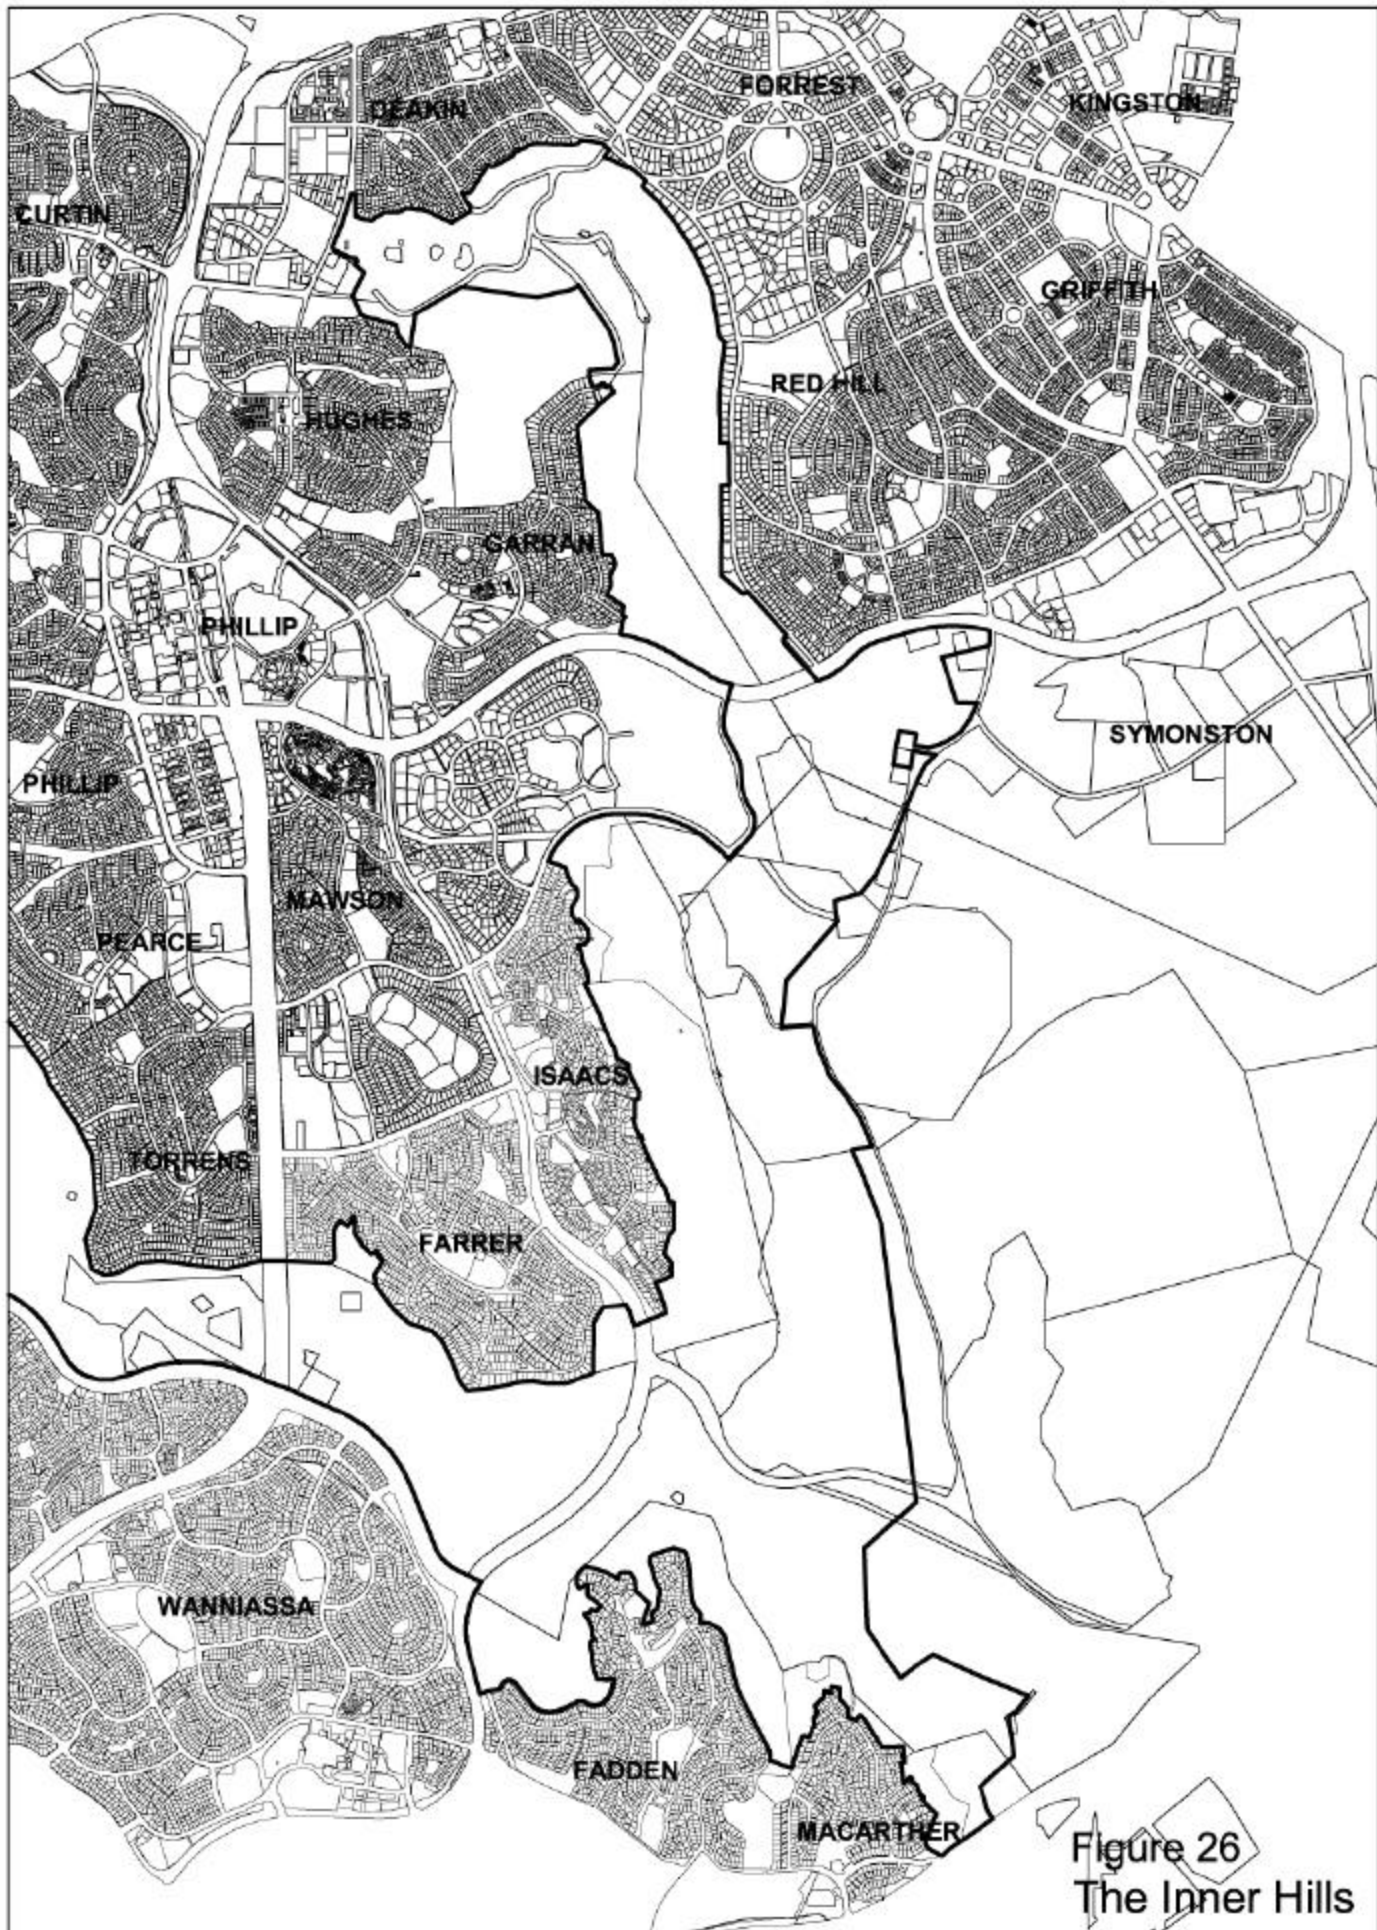 FORREST
KINGSTON
DEAKIN
CURTIN
GRIFFITH
RED HILL
HUGHES
GARRAN
PHILLIP
SYMONSTON
PHILLIP
MAWSON
PEARCE
ISAACS
TORRENS
FARRER
WANNIASSA
FADDEN
MACARTHER
Figure 26
The Inner Hills